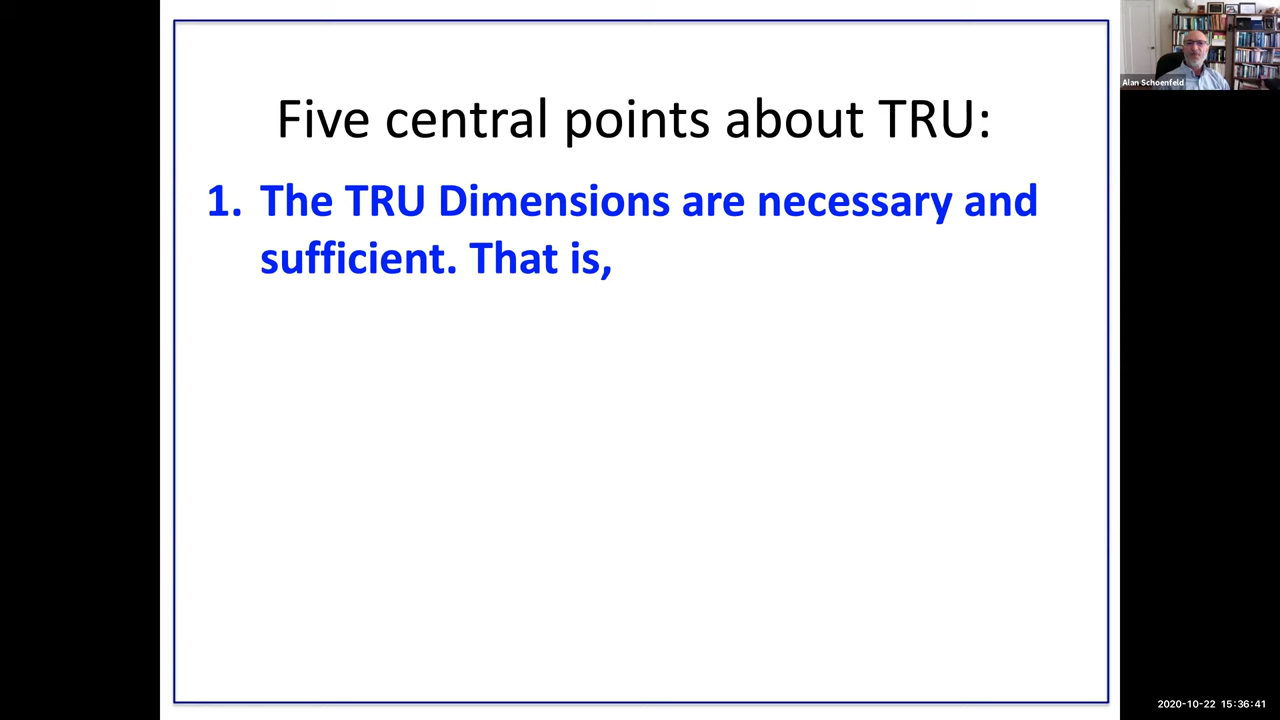 Five central points about TRU:
1. The TRU Dimensions are necessary and
sufficient. That is,
Alan Schoenfeld
2020-10-22 15:36:41